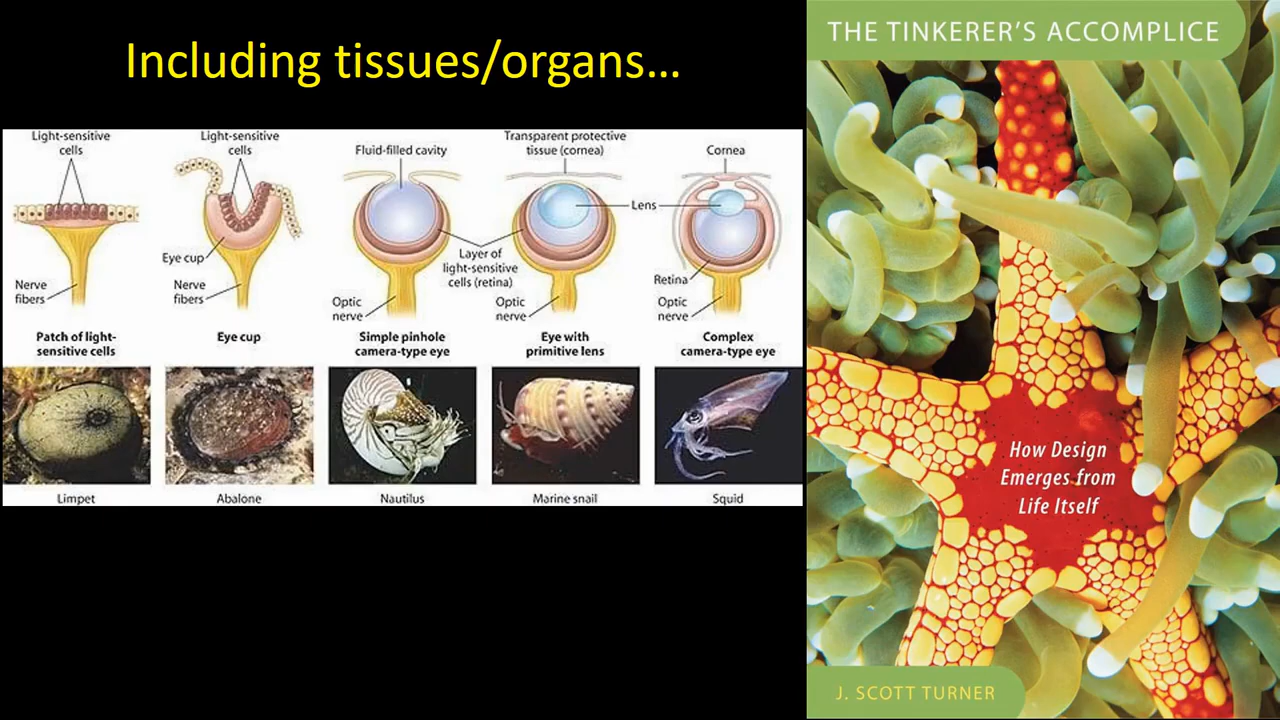 Including tissues/organs...
Light-sensitive
cells
Nerve
fibers
Patch of light-
sensitive cells
Limpet
Light-sensitive
cells
Eye cup
Nerve
fibers
Eye cup
Abalone
Fluid-filled cavity
Optic
nerve
Simple pinhole
camera-type eye
Nautilus
Layer of
light-sensitive
cells (retina)
Transparent protective
tissue (cornea)
Lens
Optic
nerve
Eye with
primitive lens
Marine snail
Cornea
Retina
Optic
nerve
Complex
camera-type eye
Squid
THE TINKERER'S ACCOMPLICE
How Design
Emerges from
Life Itself
J. SCOTT TURNER